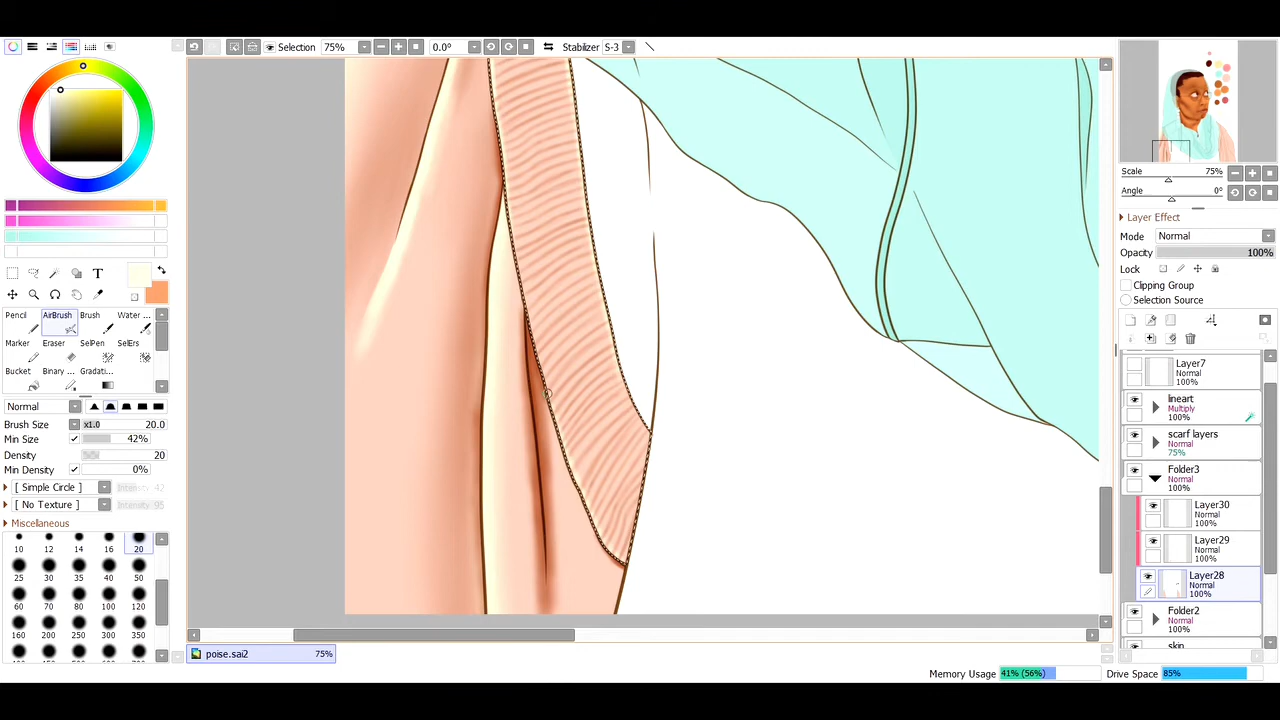 Selection 75% 0.0° Stabilizer S-3
Scale 75%
Angle 0°
Layer Effect
Mode Normal
Opacity 100%
Lock
Clipping Group
Selection Source
T
Pencil AirBrush Brush Water ...
Marker Eraser SelPen SelErs
Bucket Binary ... Gradati...
Normal
Brush Size x1.0 20.0
Min Size 42%
Density 20
Min Density 0%
[ Simple Circle ] Intensity 42
[ No Texture ] Intensity 95
Miscellaneous
10 12 14 16 20
25 30 35 40 50
60 70 80 100 120
160 200 250 300 350
Layer7
Normal
100%
lineart
Multiply
100%
scarf layers
Normal
75%
Folder3
Normal
100%
Layer30
Normal
100%
Layer29
Normal
100%
Layer28
Normal
100%
Folder2
Normal
100%
skin
poise.sai2 75%
Memory Usage 41% (56%) Drive Space 85%